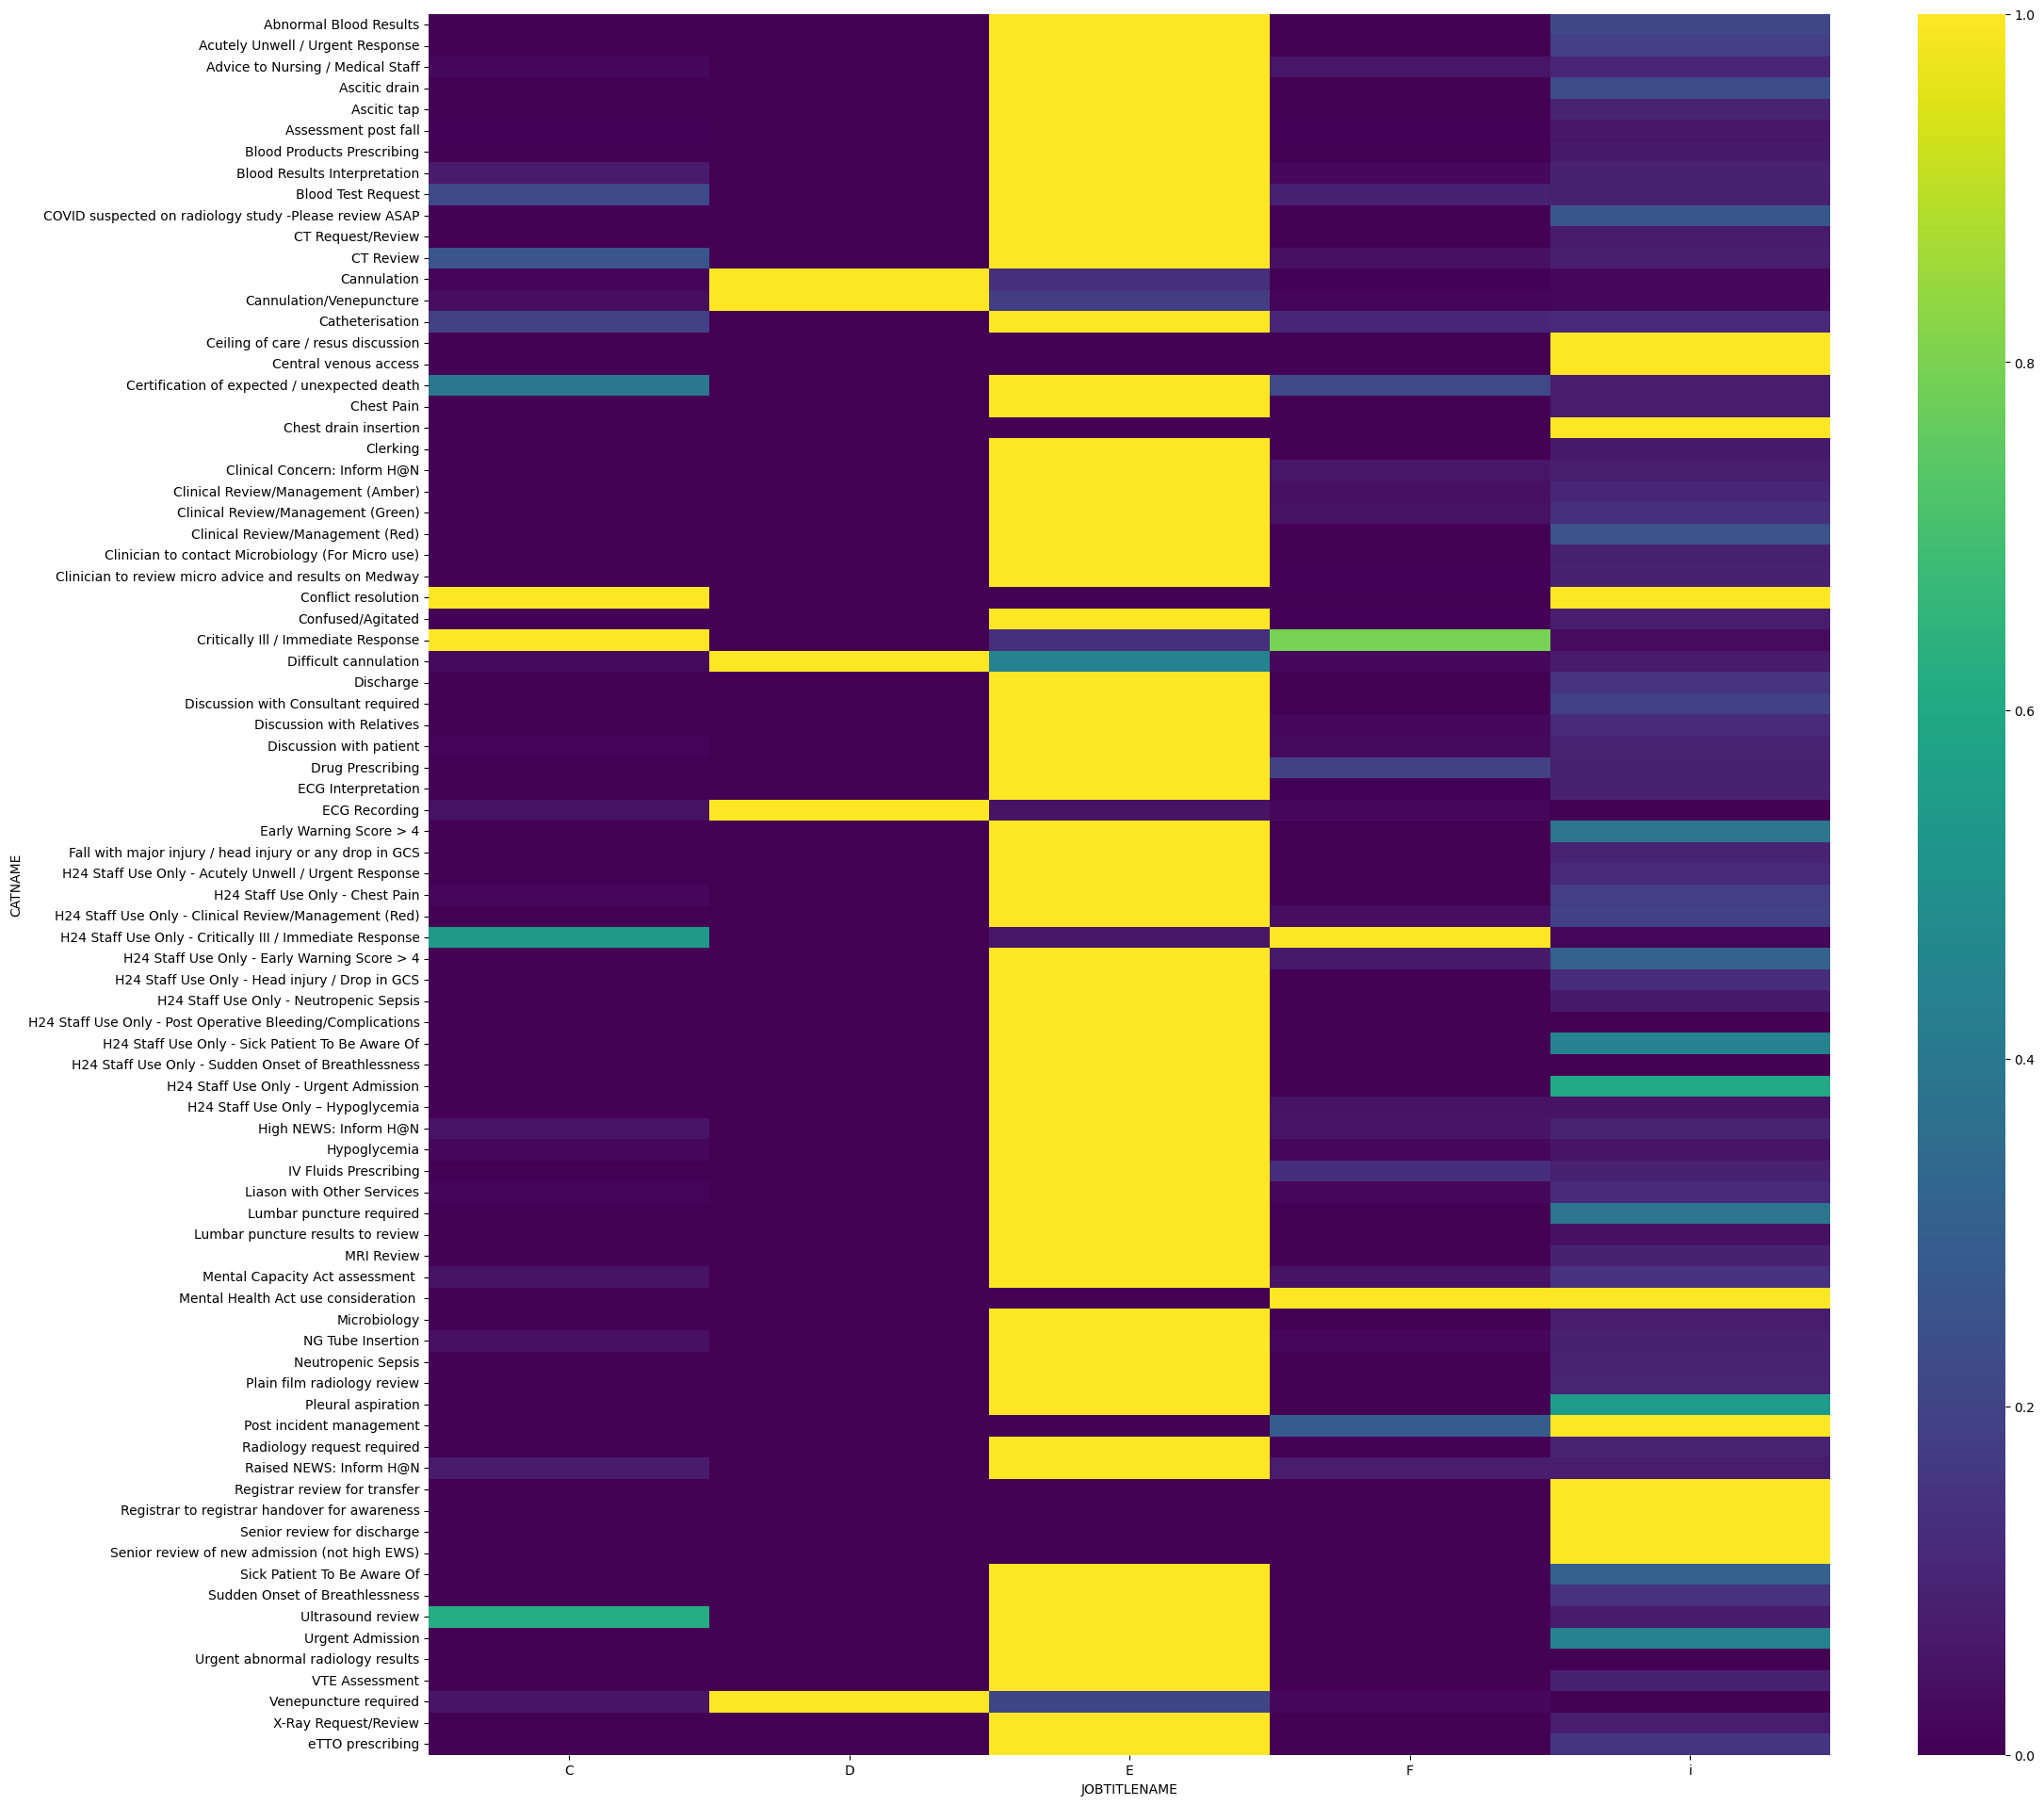 Abnormal Blood Results
Acutely Unwell / Urgent Response
Advice to Nursing / Medical Staff
Ascitic drain
Ascitic tap
Assessment post fall
Blood Products Prescribing
Blood Results Interpretation
Blood Test Request
COVID suspected on radiology study -Please review ASAP
CT Request/Review
CT Review
Cannulation
Cannulation/Venepuncture
Catheterisation
Ceiling of care / resus discussion
Central venous access
Certification of expected / unexpected death
Chest Pain
Chest drain insertion
Clerking
Clinical Concern: Inform H@N
Clinical Review/Management (Amber)
Clinical Review/Management (Green)
Clinical Review/Management (Red)
Clinician to contact Microbiology (For Micro use)
Clinician to review micro advice and results on Medway
Conflict resolution
Confused/Agitated
Critically Ill / Immediate Response
Difficult cannulation
Discharge
Discussion with Consultant required
Discussion with Relatives
Discussion with patient
Drug Prescribing
ECG Interpretation
ECG Recording
Early Warning Score > 4
Fall with major injury / head injury or any drop in GCS
H24 Staff Use Only - Acutely Unwell / Urgent Response
H24 Staff Use Only - Chest Pain
H24 Staff Use Only - Clinical Review/Management (Red)
H24 Staff Use Only - Critically III / Immediate Response
H24 Staff Use Only - Early Warning Score > 4
H24 Staff Use Only - Head injury / Drop in GCS
H24 Staff Use Only - Neutropenic Sepsis
H24 Staff Use Only - Post Operative Bleeding/Complications
H24 Staff Use Only - Sick Patient To Be Aware Of
H24 Staff Use Only - Sudden Onset of Breathlessness
H24 Staff Use Only - Urgent Admission
H24 Staff Use Only – Hypoglycemia
High NEWS: Inform H@N
Hypoglycemia
IV Fluids Prescribing
Liason with Other Services
Lumbar puncture required
Lumbar puncture results to review
MRI Review
Mental Capacity Act assessment
Mental Health Act use consideration
Microbiology
NG Tube Insertion
Neutropenic Sepsis
Plain film radiology review
Pleural aspiration
Post incident management
Radiology request required
Raised NEWS: Inform H@N
Registrar review for transfer
Registrar to registrar handover for awareness
Senior review for discharge
Senior review of new admission (not high EWS)
Sick Patient To Be Aware Of
Sudden Onset of Breathlessness
Ultrasound review
Urgent Admission
Urgent abnormal radiology results
VTE Assessment
Venepuncture required
X-Ray Request/Review
eTTO prescribing
CATNAME
C D E F i
JOBTITLENAME
1.0
0.8
0.6
0.4
0.2
0.0